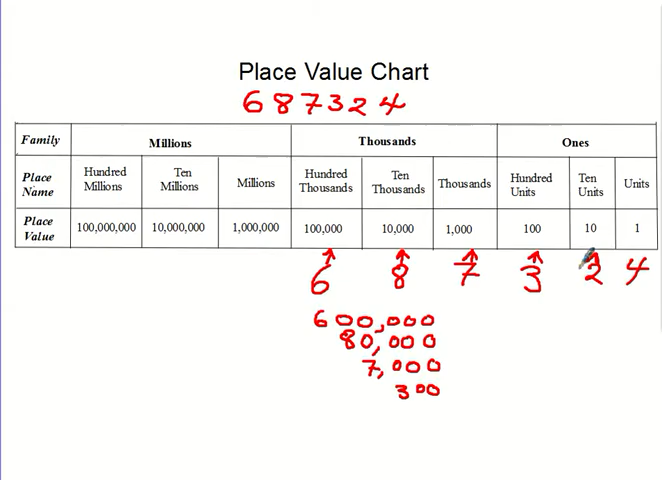 Place Value Chart
687324
Family Millions Thousands Ones
Place Name Hundred Millions Ten Millions Millions Hundred Thousands Ten Thousands Thousands Hundred Units Ten Units Units
Place Value 100,000,000 10,000,000 1,000,000 100,000 10,000 1,000 100 10 1
6 8 7 3 2 4
600,000
80,000
7,000
300